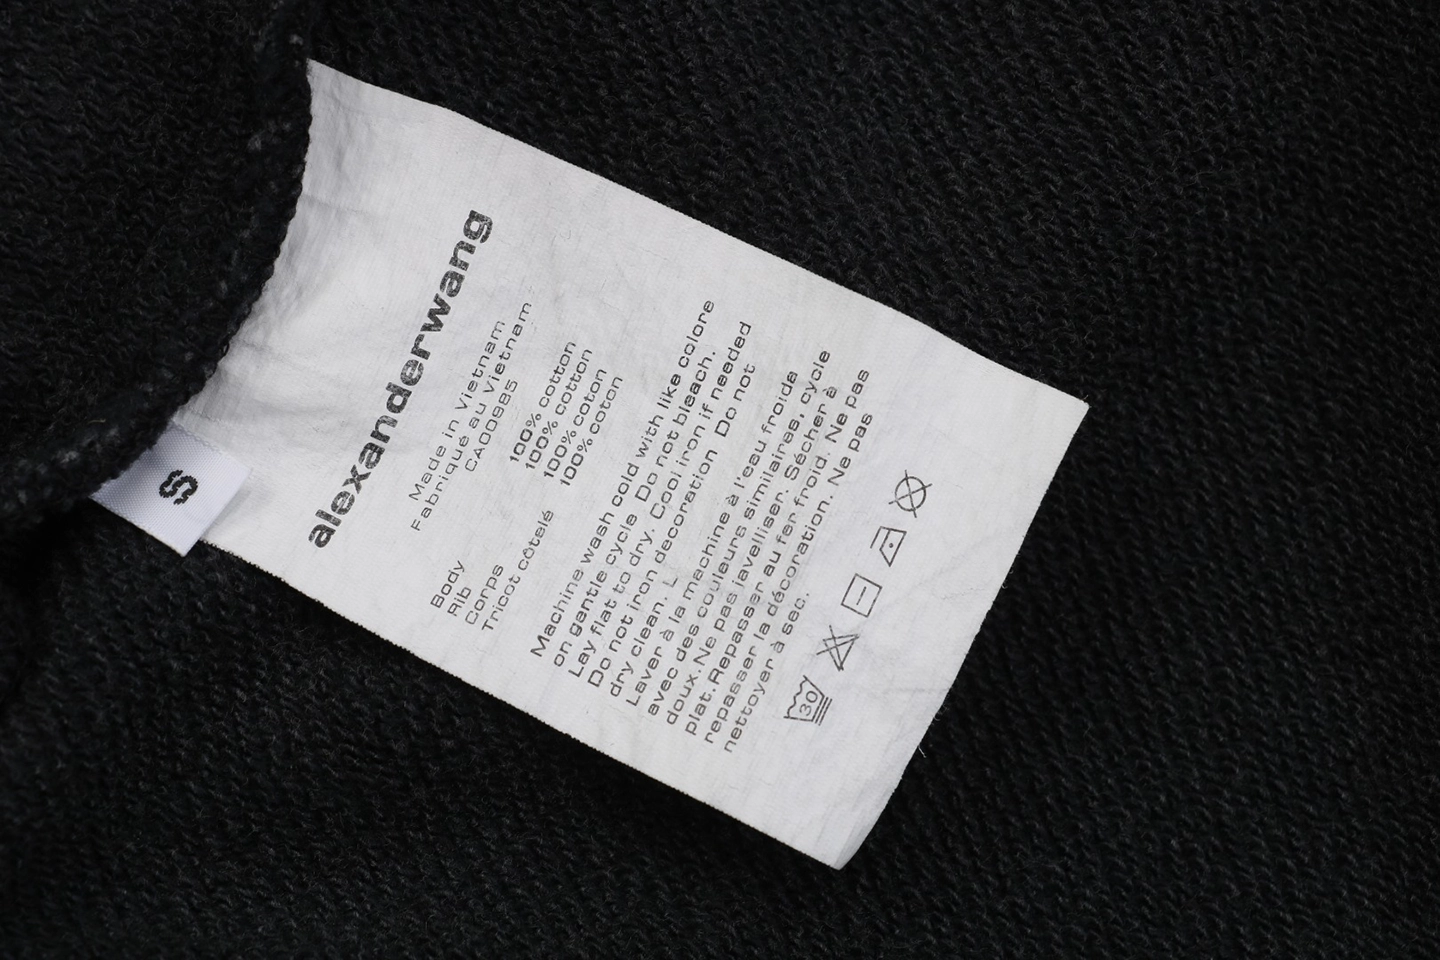 alexanderwang
Made in Vietnam
Fabriqué au Vietnam
CA00985
Body 100% cotton
Rib 100% cotton
Corps 100% coton
Tricot côtelé 100% coton
Machine wash cold with like colore
on gentle cycle Do not bleach.
Lay flat to dry. Cool iron if needed
Do not iron decoration Do not
dry clean. L
Laver à la machine à l'eau froide
avec des couleurs similaires, cycle
doux. Ne pas javelliser. Sécher à
plat. Repasser au fer froid. Ne pas
repasser la décoration. Ne pas
nettoyer à sec.
30
S